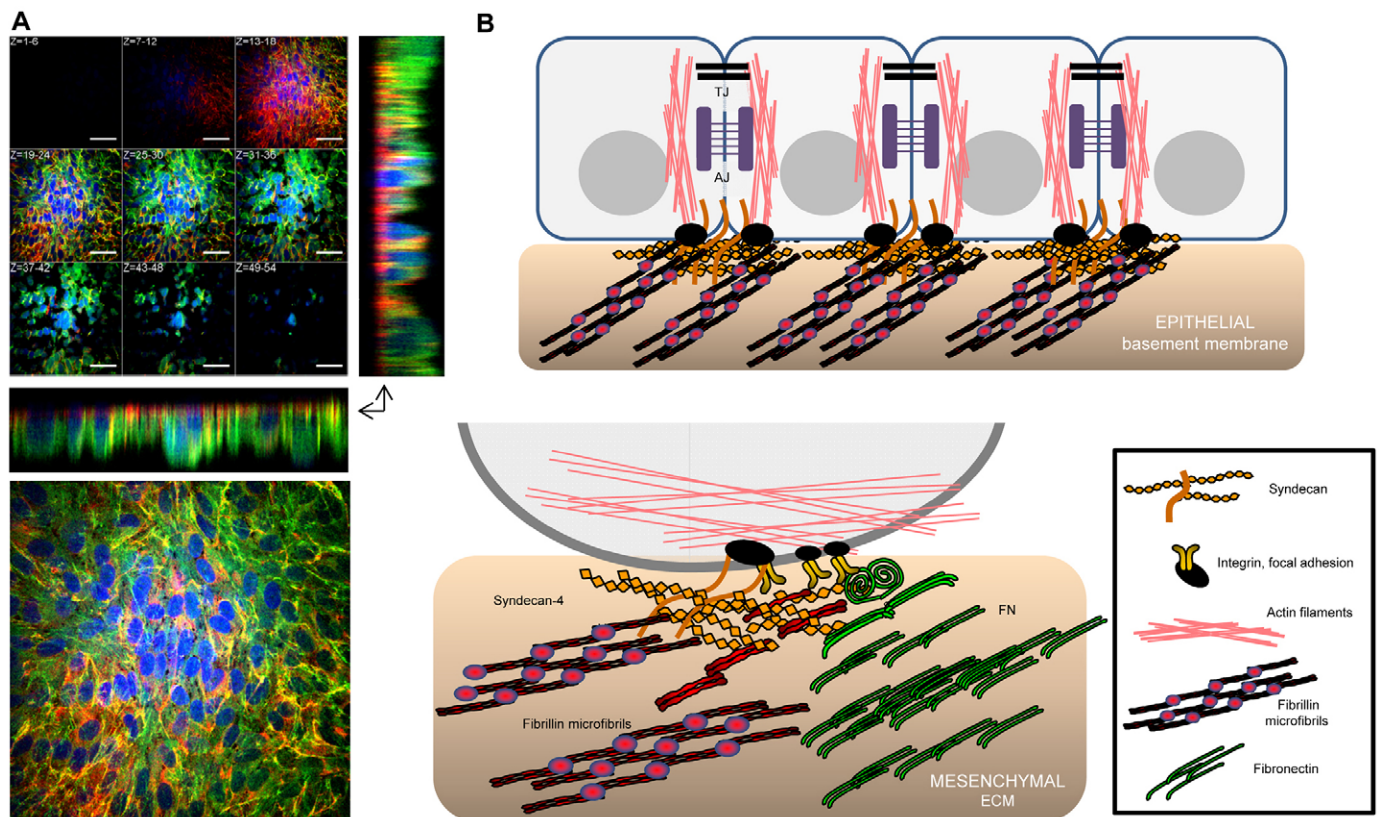 A
Z=1-6
Z=7-12
Z=13-18
Z=19-24
Z=25-30
Z=31-36
Z=37-42
Z=43-48
Z=49-54
B
TJ
AJ
EPITHELIAL
basement membrane
Syndecan-4
FN
Fibrillin microfibrils
MESENCHYMAL
ECM
Syndecan
Integrin, focal adhesion
Actin filaments
Fibrillin
microfibrils
Fibronectin